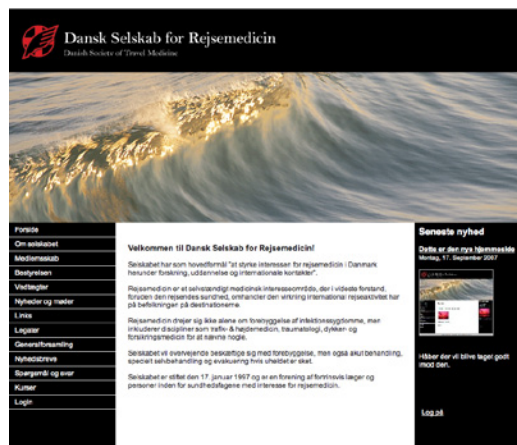 Dansk Selskab for Rejsemedicin
Danish Society of Travel Medicine
Forside
Om selskabet
Medlemsskab
Bestyrelsen
Vedtægter
Nyheder og møder
Links
Legater
Generalforsamling
Nyhedsbreve
Spørgsmål og svar
Kurser
Login
Velkommen til Dansk Selskab for Rejsemedicin!
Selskabet har som hovedformål "at styrke interessen for rejsemedicin i Danmark
herunder forskning, uddannelse og internationale kontakter".
Rejsemedicin er et selvstændigt medicinsk interesseområde, der i videste forstand,
foruden den rejsendes sundhed, omhandler den virkning international rejseaktivitet har
på befolkninger på destinationerne.
Rejsemedicin drejer sig ikke alene om forebyggelse af infektionssygdomme, men
inkluderer discipliner som trafik- & højdemedicin, traumatologi, dykker- og
forsikringsmedicin for at nævne nogle.
Selskabet vil overvejende beskæftige sig med forebyggelse, men også akut behandling,
speciel selvbehandling og evakuering hvis uheldet er sket.
Selskabet er stiftet den 17. januar 1997 og er en forening af fortrinsvis læger og
personer inden for sundhedsfagene med interesse for rejsemedicin.
Seneste nyhed
Dette er den nye hjemmeside
Mandag, 17. September 2007
Håber der vil blive taget godt
imod den.
Log på